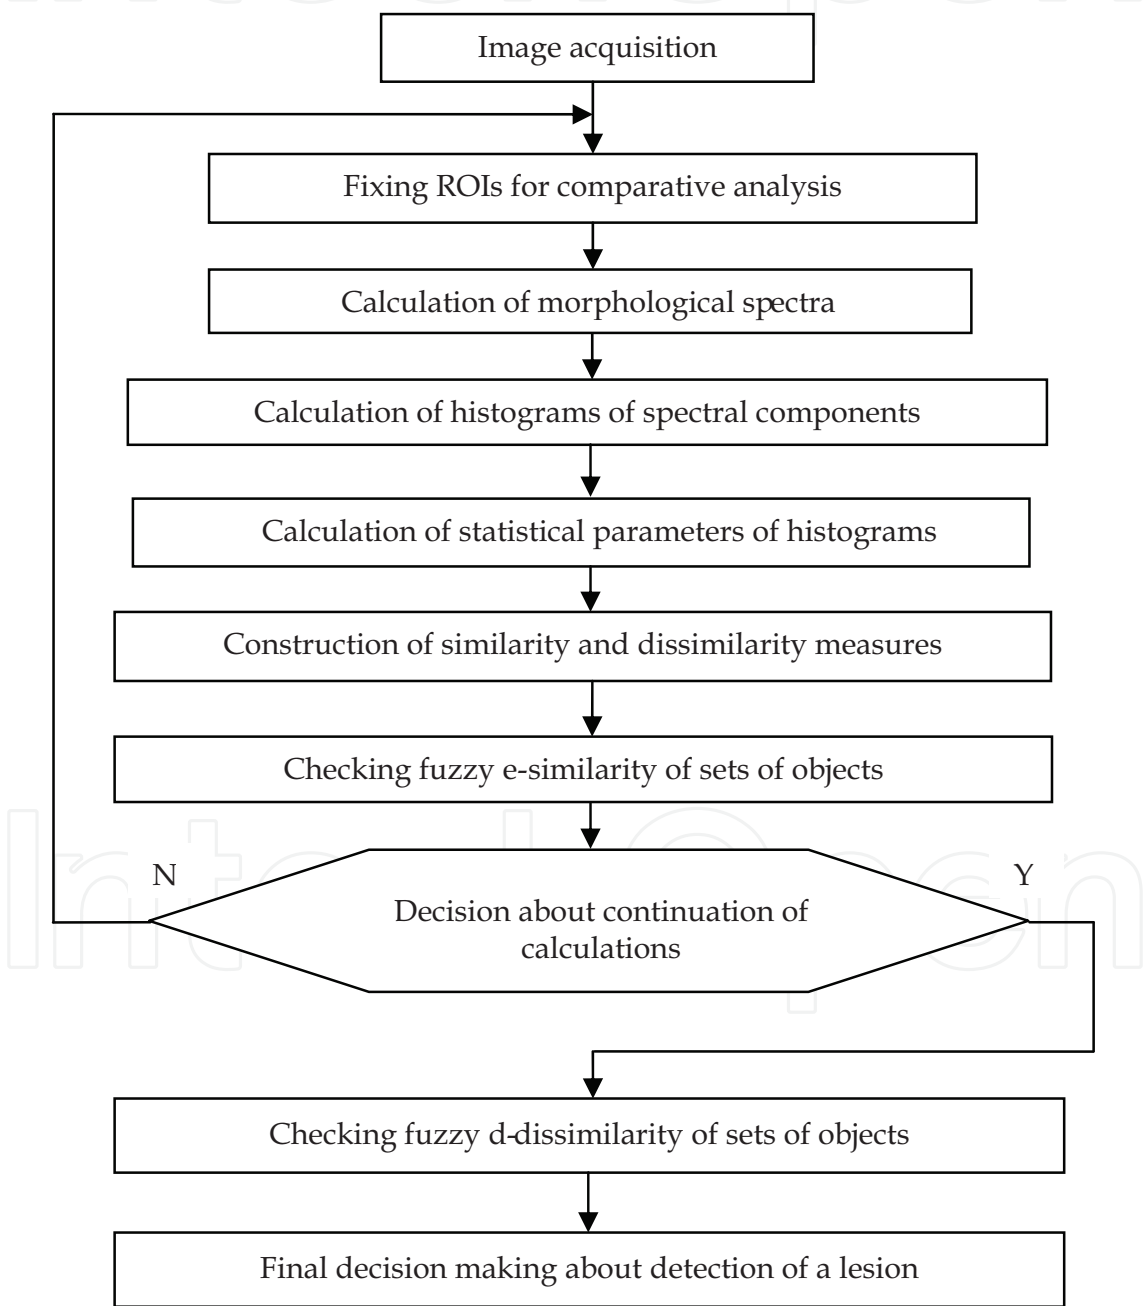 Image acquisition
Fixing ROIs for comparative analysis
Calculation of morphological spectra
Calculation of histograms of spectral components
Calculation of statistical parameters of histograms
Construction of similarity and dissimilarity measures
Checking fuzzy e-similarity of sets of objects
N
Y
Decision about continuation of
calculations
Checking fuzzy d-dissimilarity of sets of objects
Final decision making about detection of a lesion